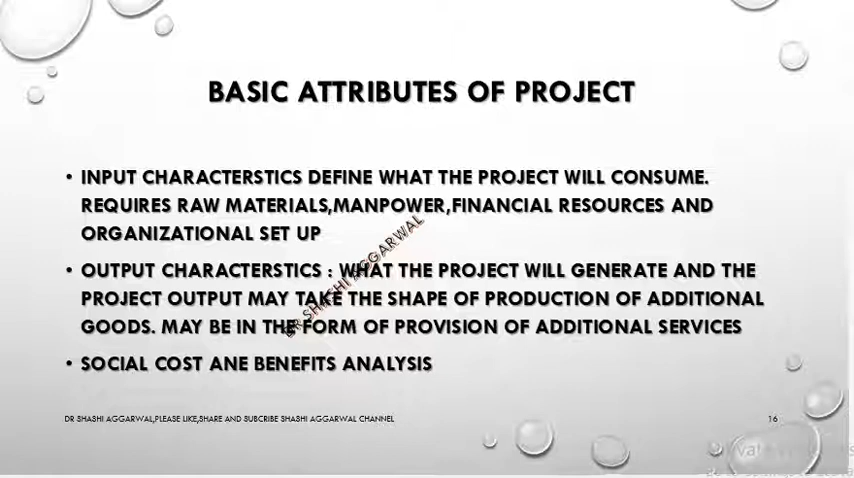 BASIC ATTRIBUTES OF PROJECT
• INPUT CHARACTERSTICS DEFINE WHAT THE PROJECT WILL CONSUME.
REQUIRES RAW MATERIALS,MANPOWER,FINANCIAL RESOURCES AND
ORGANIZATIONAL SET UP
• OUTPUT CHARACTERSTICS : WHAT THE PROJECT WILL GENERATE AND THE
PROJECT OUTPUT MAY TAKE THE SHAPE OF PRODUCTION OF ADDITIONAL
GOODS. MAY BE IN THE FORM OF PROVISION OF ADDITIONAL SERVICES
DR SHASHI AGGARWAL
• SOCIAL COST ANE BENEFITS ANALYSIS
DR SHASHI AGGARWAL,PLEASE LIKE,SHARE AND SUBCRIBE SHASHI AGGARWAL CHANNEL
16